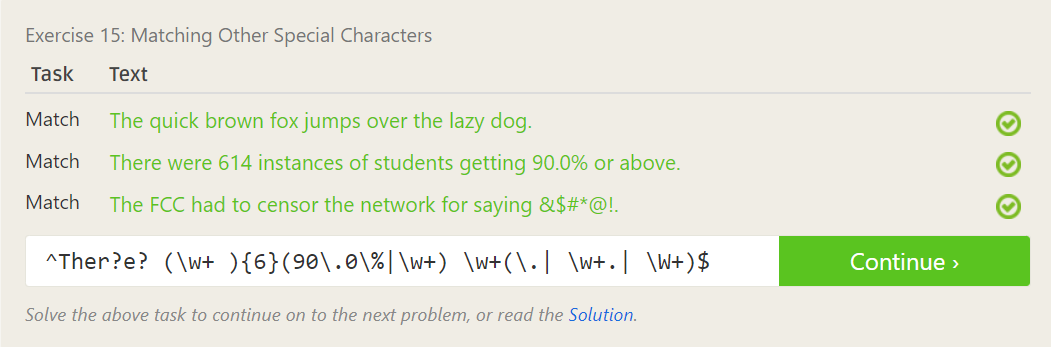 Exercise 15: Matching Other Special Characters
Task Text
Match The quick brown fox jumps over the lazy dog.
Match There were 614 instances of students getting 90.0% or above.
Match The FCC had to censor the network for saying &$#*@!.
^Ther?e? (\w+ ){6}(90\.0\%|\w+) \w+(\.| \w+.| \W+)$ Continue ›
Solve the above task to continue on to the next problem, or read the Solution.